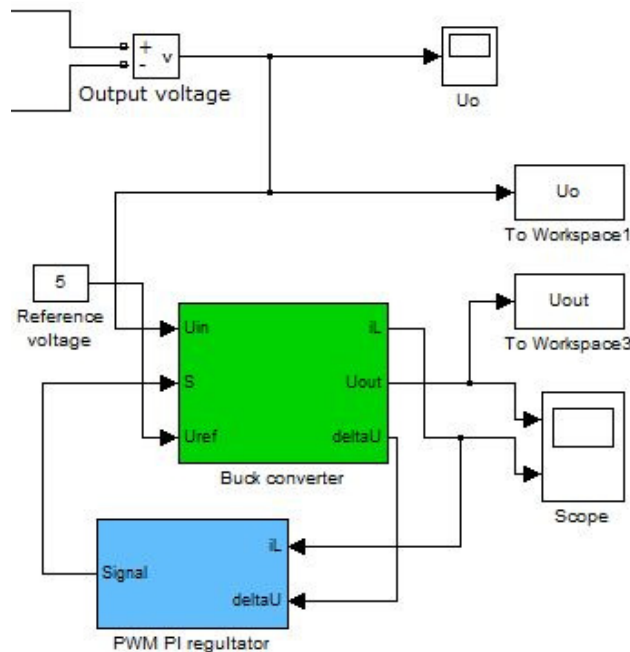 +
-
v
Output voltage
Uo
Uo
To Workspace1
5
Reference
voltage
Uin
S
Uref
iL
Uout
deltaU
Buck converter
Uout
To Workspace3
Scope
Signal
iL
deltaU
PWM PI regultator